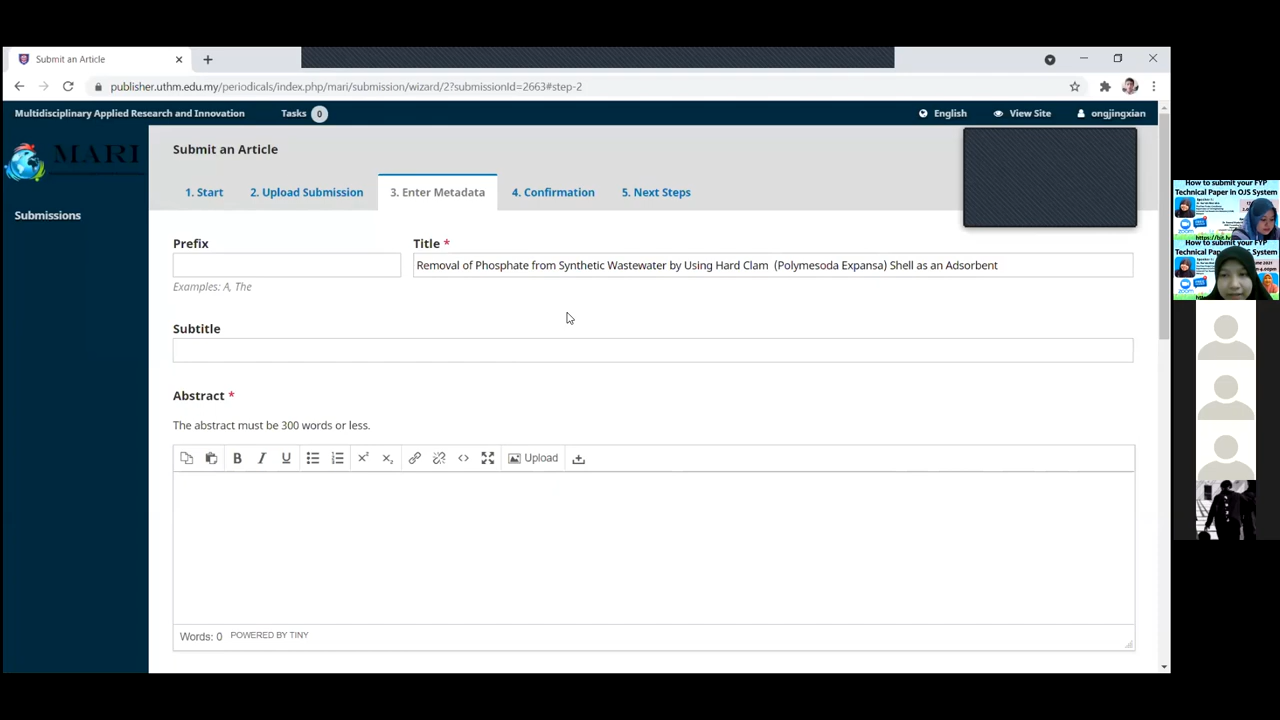 Submit an Article
publisher.uthm.edu.my/periodicals/index.php/mari/submission/wizard/2?submissionId=2663#step-2
Multidisciplinary Applied Research and Innovation
Tasks 0
English
View Site
ongjingxian
MARI
Submissions
Submit an Article
1. Start
2. Upload Submission
3. Enter Metadata
4. Confirmation
5. Next Steps
Prefix
Title *
Removal of Phosphate from Synthetic Wastewater by Using Hard Clam (Polymesoda Expansa) Shell as an Adsorbent
Examples: A, The
Subtitle
Abstract *
The abstract must be 300 words or less.
Upload
Words: 0 POWERED BY TINY
How to submit your FYP
Technical Paper in OJS System
zoom
How to submit your FYP
Technical Paper in OJS System
zoom